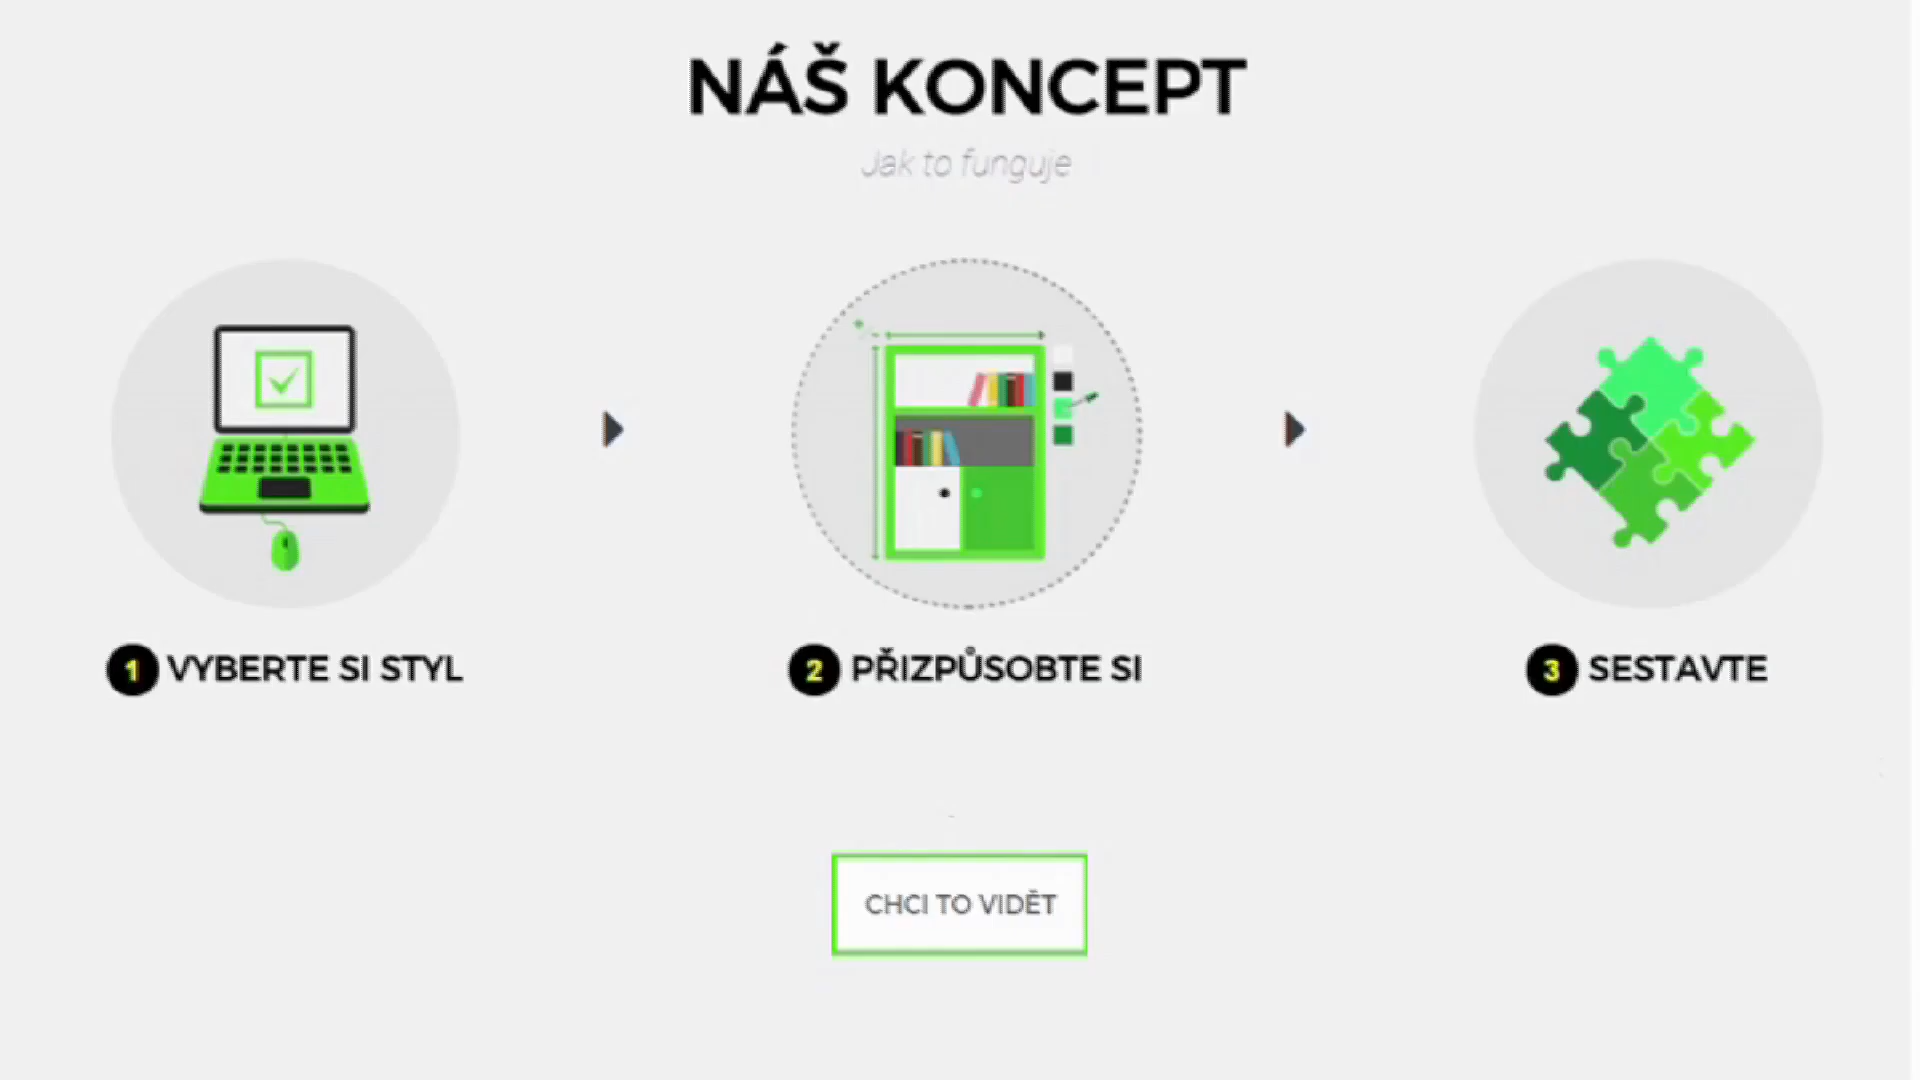 NÁŠ KONCEPT
Jak to funguje
1 VYBERTE SI STYL
2 PŘIZPŮSOBTE SI
3 SESTAVTE
CHCI TO VIDĚT